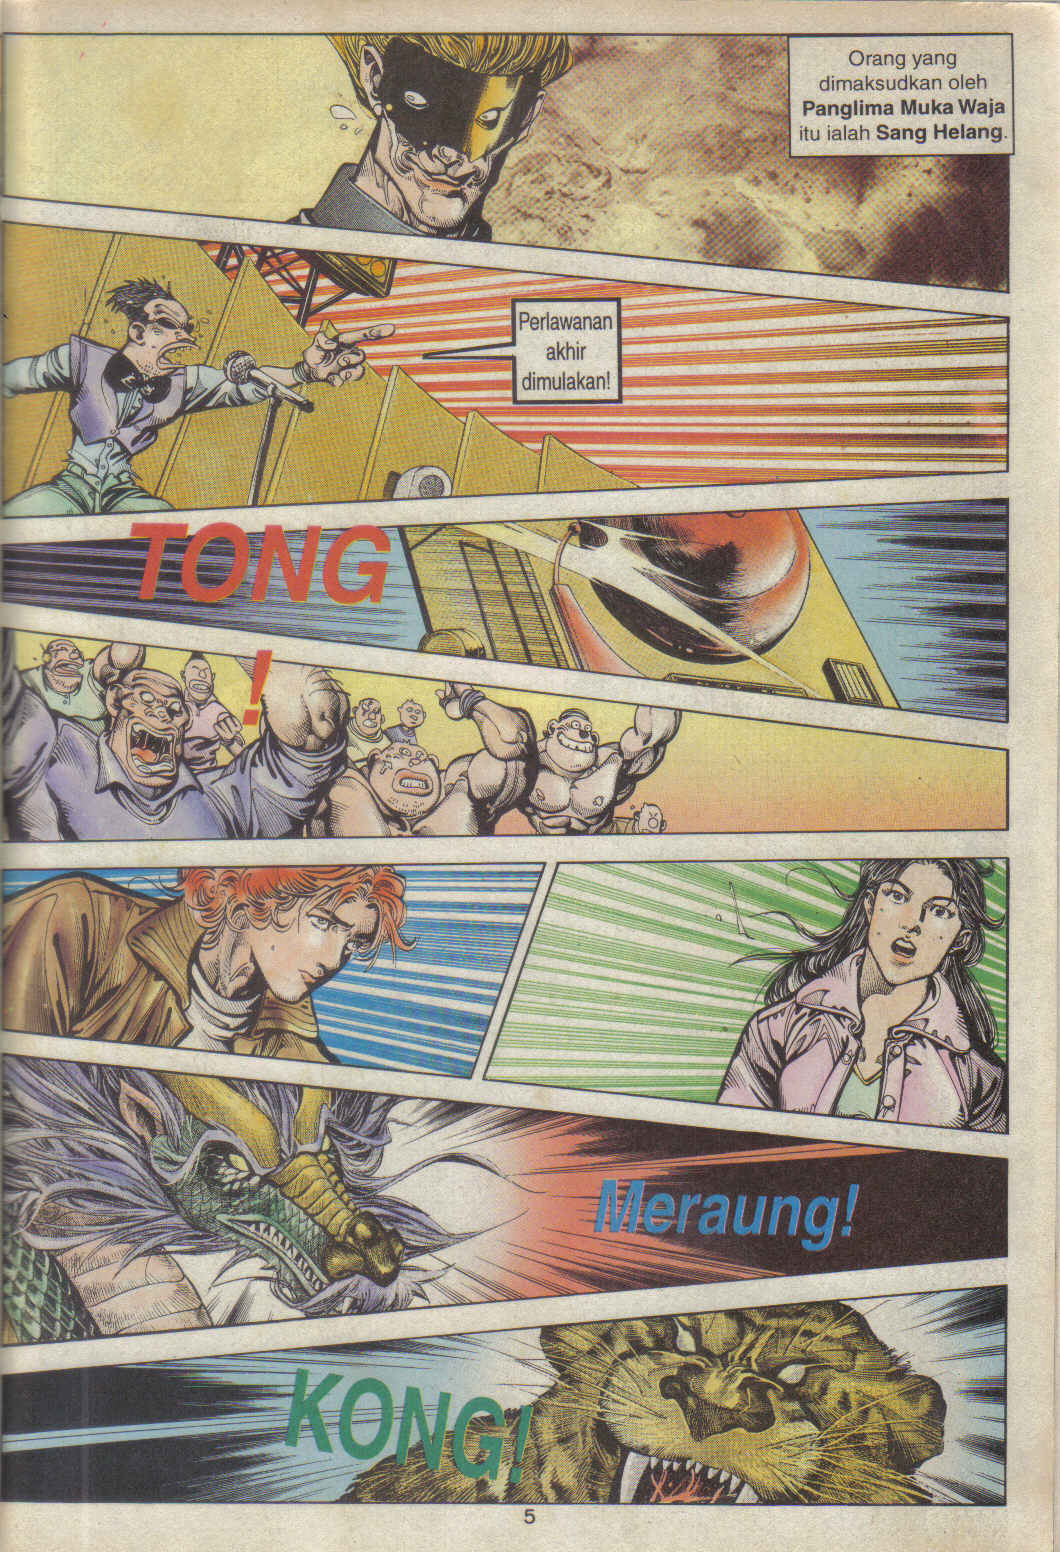 Orang yang
dimaksudkan oleh
Panglima Muka Waja
itu ialah Sang Helang.
Perlawanan
akhir
dimulakan!
TONG
!
Meraung!
KONG!
5